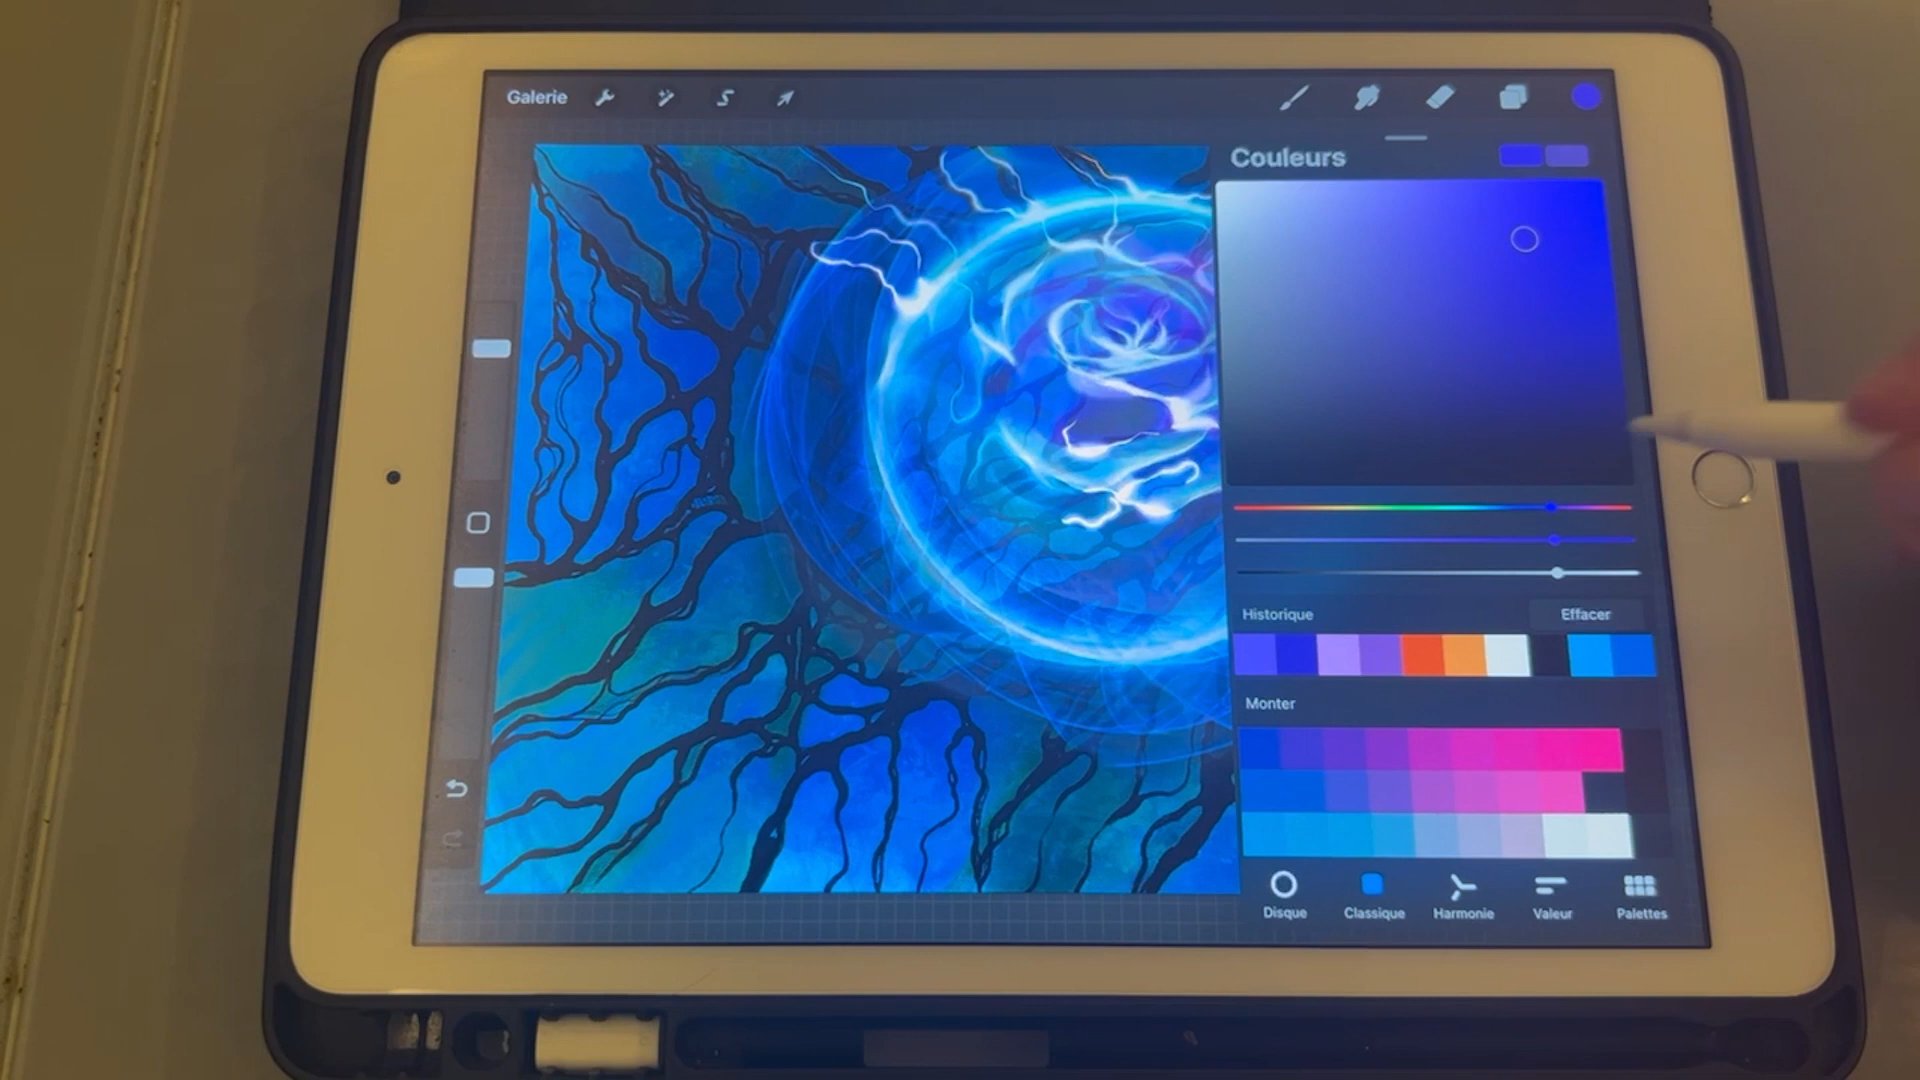 Galerie
Couleurs
Historique
Effacer
Monter
Disque
Classique
Harmonie
Valeur
Palettes